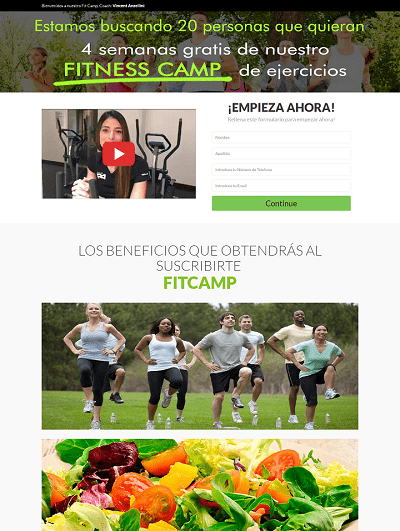 Bienvenidos a nuestro Fit Camp, Coach: Vincent Anzellini
Estamos buscando 20 personas que quieran
4 semanas gratis de nuestro
FITNESS CAMP de ejercicios
¡EMPIEZA AHORA!
Rellena este formulario para empezar ahora!
Nombre
Apellido
Introduce tu Número de Teléfono
Introduce tu Email
Continue
LOS BENEFICIOS QUE OBTENDRÁS AL
SUSCRIBIRTE
FITCAMP